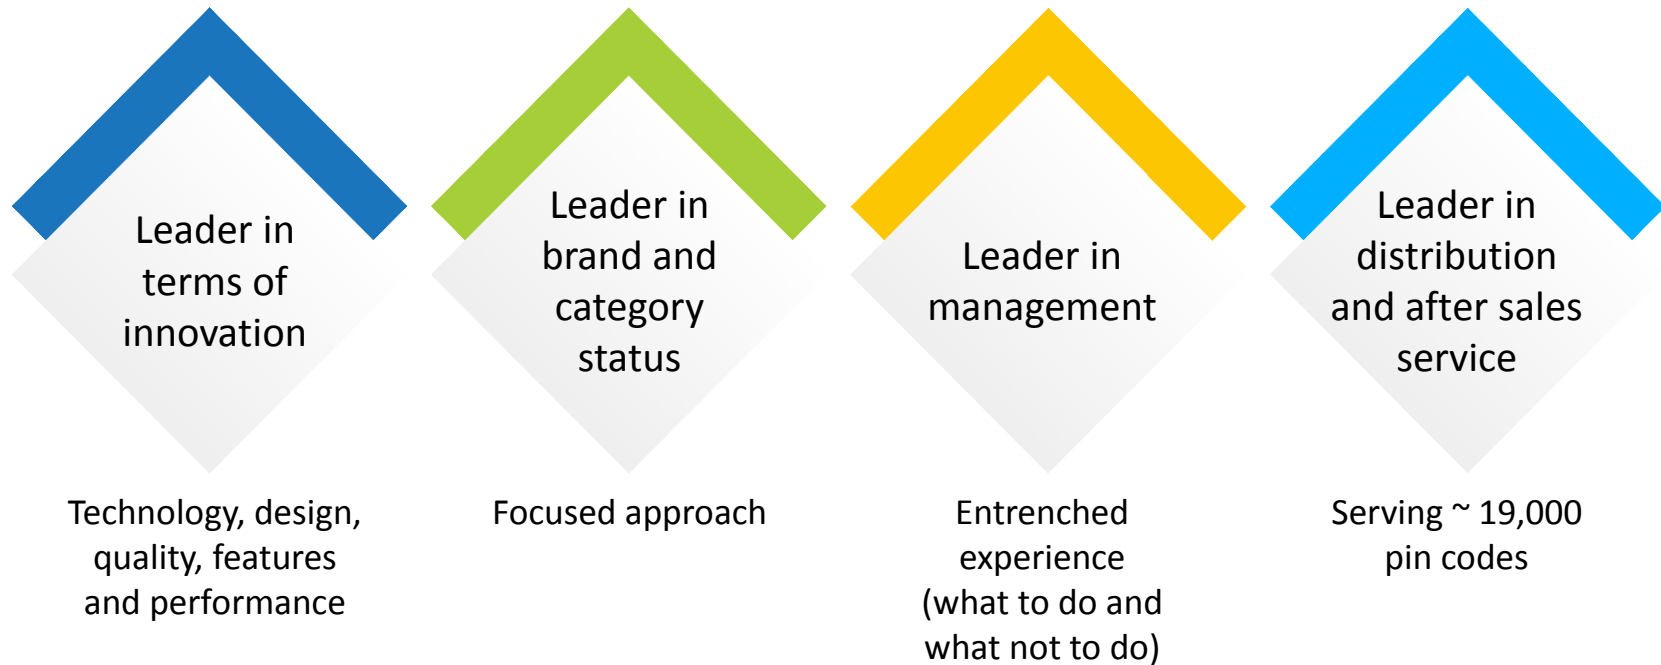 Leader in
terms of
innovation
Technology, design,
quality, features
and performance
Leader in
brand and
category
status
Focused approach
Leader in
management
Entrenched
experience
(what to do and
what not to do)
Leader in
distribution
and after sales
service
Serving ~ 19,000
pin codes